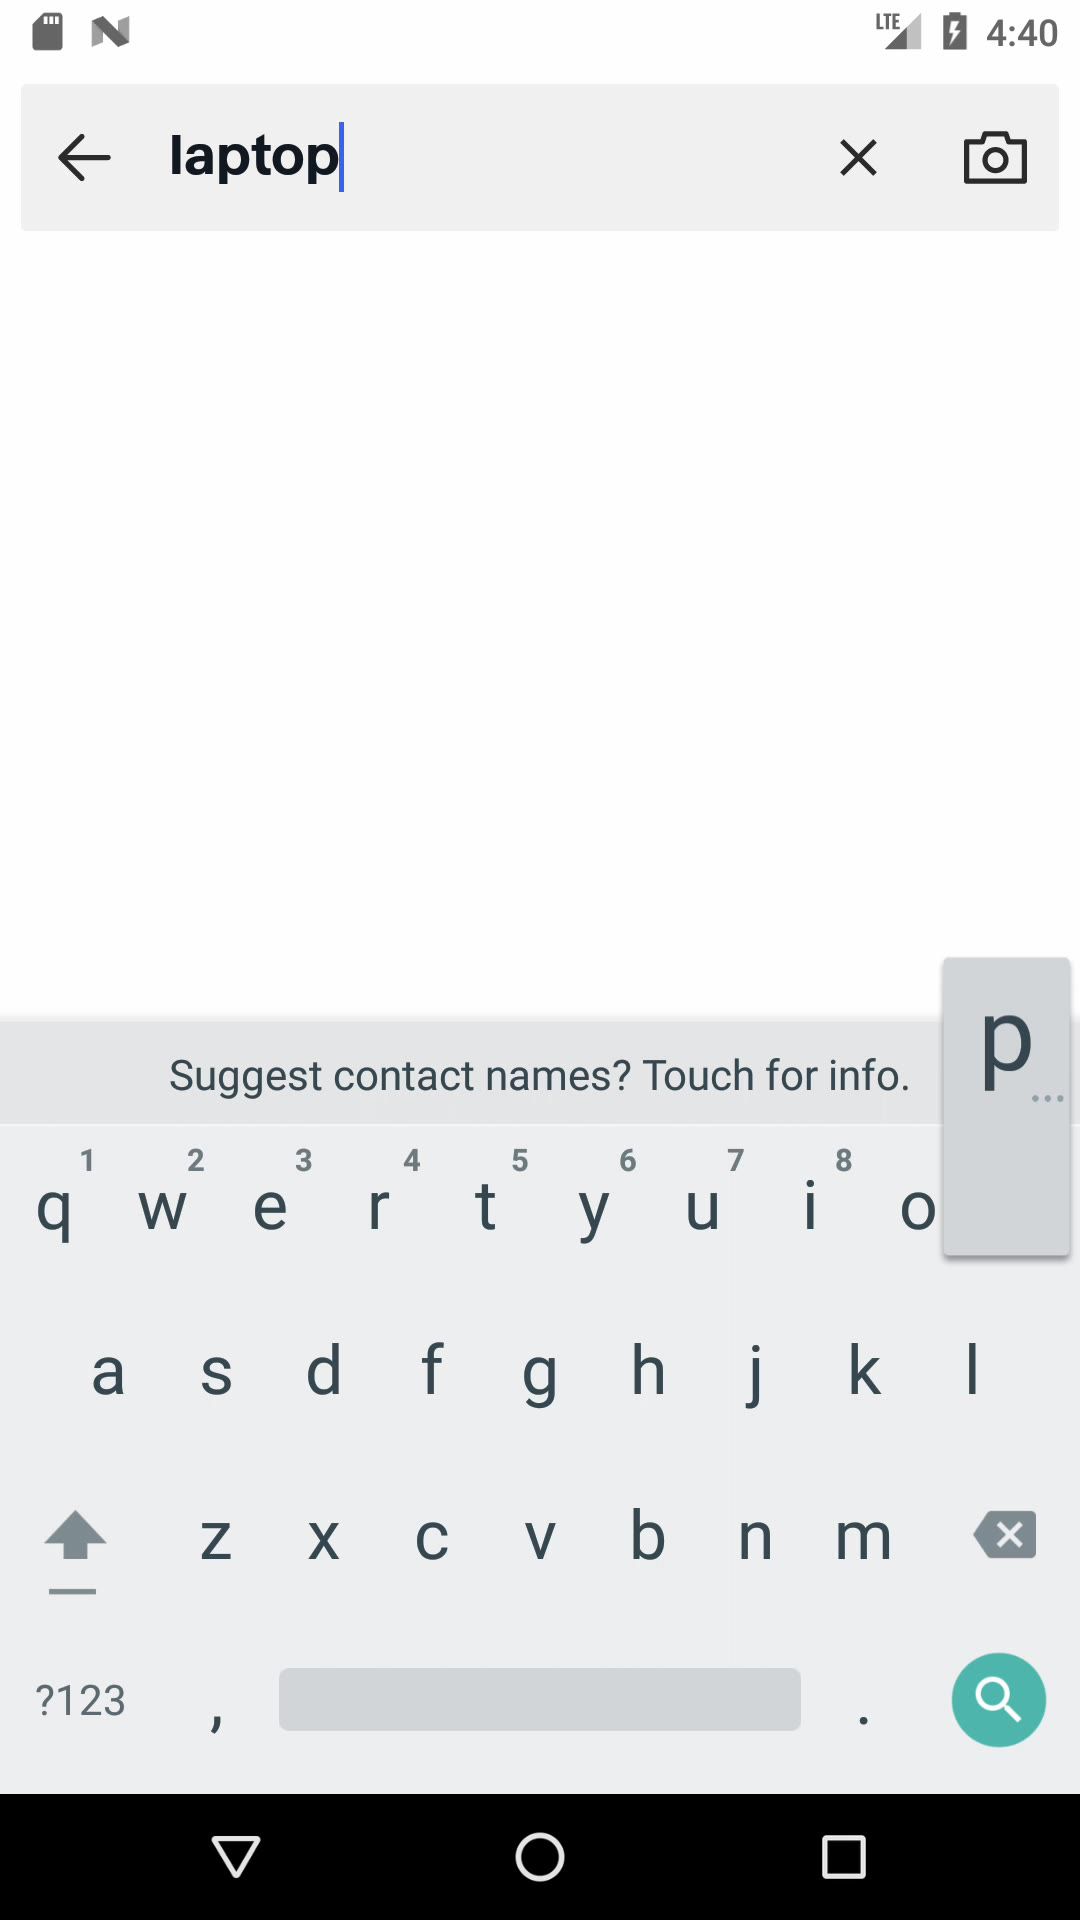 LTE 4:40
laptop
p
Suggest contact names? Touch for info.
1 2 3 4 5 6 7 8
q w e r t y u i o
a s d f g h j k l
z x c v b n m
?123 , .